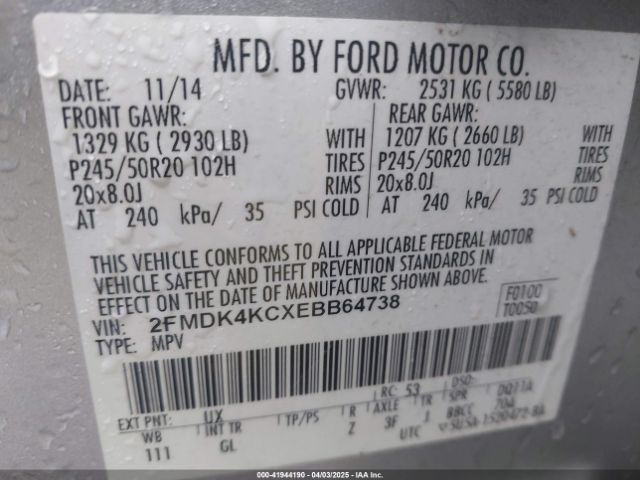 MFD. BY FORD MOTOR CO.
DATE: 11/14 GVWR: 2531 KG ( 5580 LB)
FRONT GAWR: REAR GAWR:
1329 KG ( 2930 LB) WITH 1207 KG ( 2660 LB) WITH
P245/50R20 102H TIRES P245/50R20 102H TIRES
20x8.0J RIMS 20x8.0J RIMS
AT 240 kPa/ 35 PSI COLD AT 240 kPa/ 35 PSI COLD
THIS VEHICLE CONFORMS TO ALL APPLICABLE FEDERAL MOTOR
VEHICLE SAFETY AND THEFT PREVENTION STANDARDS IN
EFFECT ON THE DATE OF MANUFACTURE SHOWN ABOVE.
VIN: 2FMDK4KCXEBB64738 F0100
TYPE: MPV T0050
RC: 53 DSO:
EXT PNT: UX AXLE TR SPR DQ11A
WB INT TR TP/PS R 3F J BBCC 704
111 GL Z UTC
41944190 - 04/03/2025 -